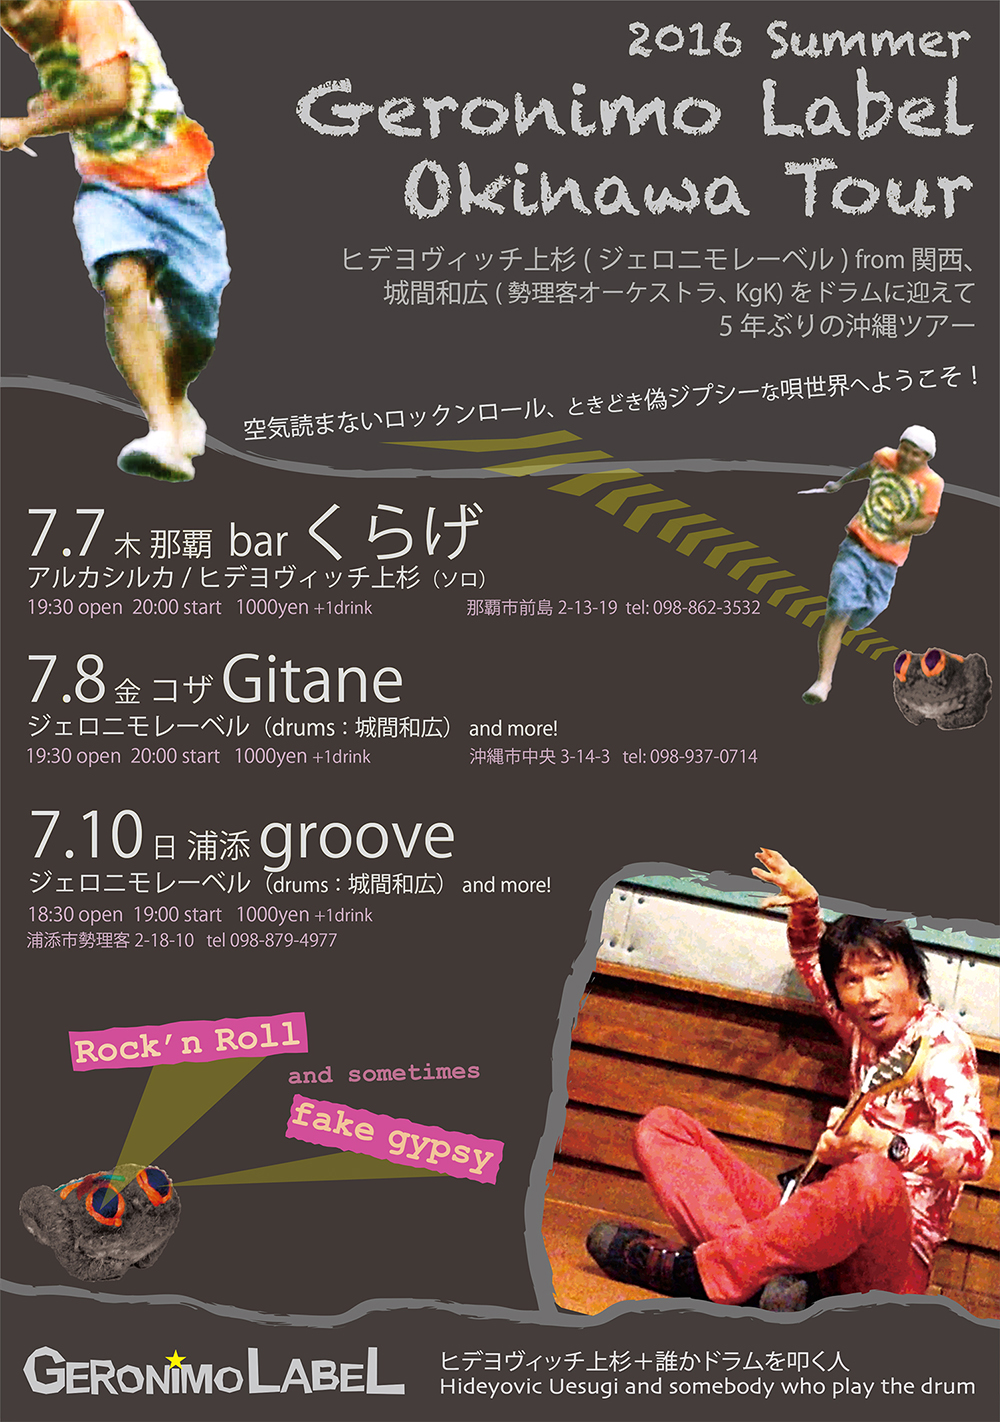 2016 Summer
Geronimo Label
Okinawa Tour
ヒデヨヴィッチ上杉 ( ジェロニモレーベル ) from 関西、
城間和広 ( 勢理客オーケストラ、KgK) をドラムに迎えて
5 年ぶりの沖縄ツアー
空気読まないロックンロール、ときどき偽ジプシーな唄世界へようこそ！
7.7 木 那覇 bar くらげ
アルカシルカ / ヒデヨヴィッチ上杉（ソロ）
19:30 open 20:00 start 1000yen +1drink 那覇市前島 2-13-19 tel: 098-862-3532
7.8 金 コザ Gitane
ジェロニモレーベル（drums：城間和広） and more!
19:30 open 20:00 start 1000yen +1drink 沖縄市中央 3-14-3 tel: 098-937-0714
7.10 日 浦添 groove
ジェロニモレーベル（drums：城間和広） and more!
18:30 open 19:00 start 1000yen +1drink
浦添市勢理客 2-18-10 tel 098-879-4977
Rock'n Roll
and sometimes
fake gypsy
GERONIMO LABEL
ヒデヨヴィッチ上杉＋誰かドラムを叩く人
Hideyovic Uesugi and somebody who play the drum